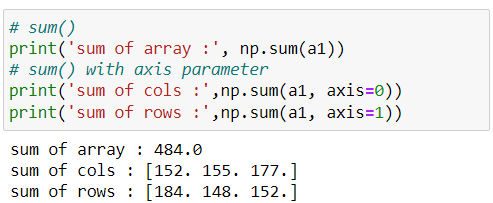 # sum()
print('sum of array :', np.sum(a1))
# sum() with axis parameter
print('sum of cols :',np.sum(a1, axis=0))
print('sum of rows :',np.sum(a1, axis=1))
sum of array : 484.0
sum of cols : [152. 155. 177.]
sum of rows : [184. 148. 152.]